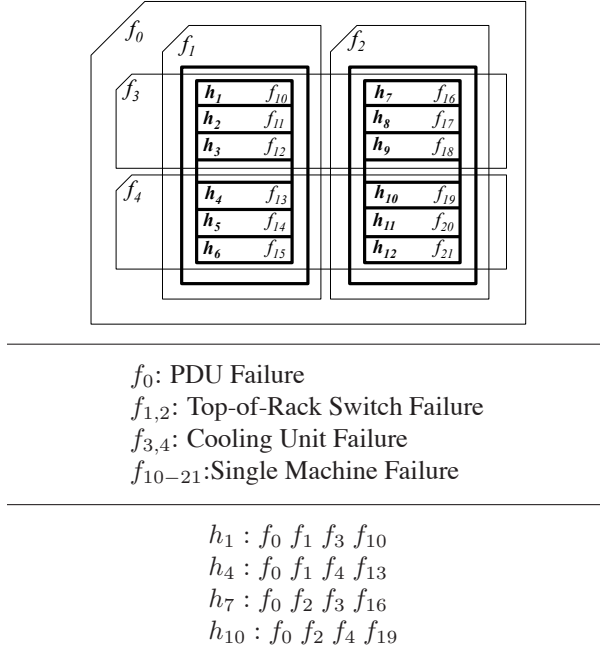 f₀
f₁ f₂
f₃
h₁ f₁₀ h₇ f₁₆
h₂ f₁₁ h₈ f₁₇
h₃ f₁₂ h₉ f₁₈
f₄
h₄ f₁₃ h₁₀ f₁₉
h₅ f₁₄ h₁₁ f₂₀
h₆ f₁₅ h₁₂ f₂₁
f₀: PDU Failure
f₁,₂: Top-of-Rack Switch Failure
f₃,₄: Cooling Unit Failure
f₁₀₋₂₁:Single Machine Failure
h₁ : f₀ f₁ f₃ f₁₀
h₄ : f₀ f₁ f₄ f₁₃
h₇ : f₀ f₂ f₃ f₁₆
h₁₀ : f₀ f₂ f₄ f₁₉